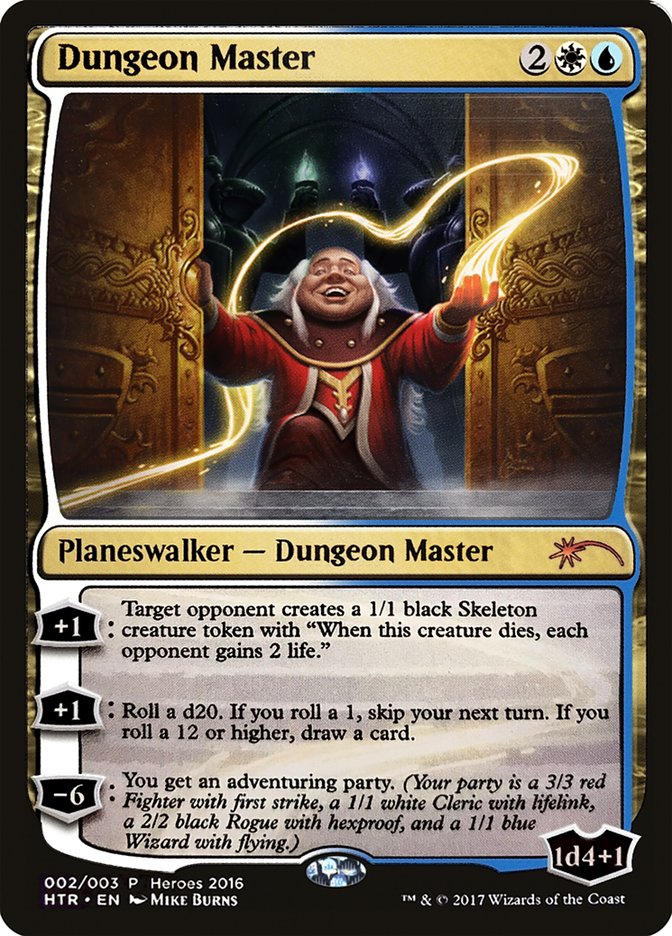 Dungeon Master 2
Planeswalker — Dungeon Master
Target opponent creates a 1/1 black Skeleton
+1 : creature token with “When this creature dies, each
opponent gains 2 life.”
+1 : Roll a d20. If you roll a 1, skip your next turn. If you
roll a 12 or higher, draw a card.
You get an adventuring party. (Your party is a 3/3 red
−6 : Fighter with first strike, a 1/1 white Cleric with lifelink,
a 2/2 black Rogue with hexproof, and a 1/1 blue
Wizard with flying.)
1d4+1
002/003 P Heroes 2016
HTR • EN Mike Burns
™ & © 2017 Wizards of the Coast